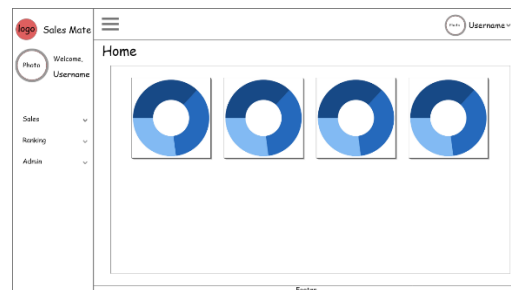 logo Sales Mate
Photo Username
Home
Photo Welcome,
Username
Sales
Ranking
Admin
Footer